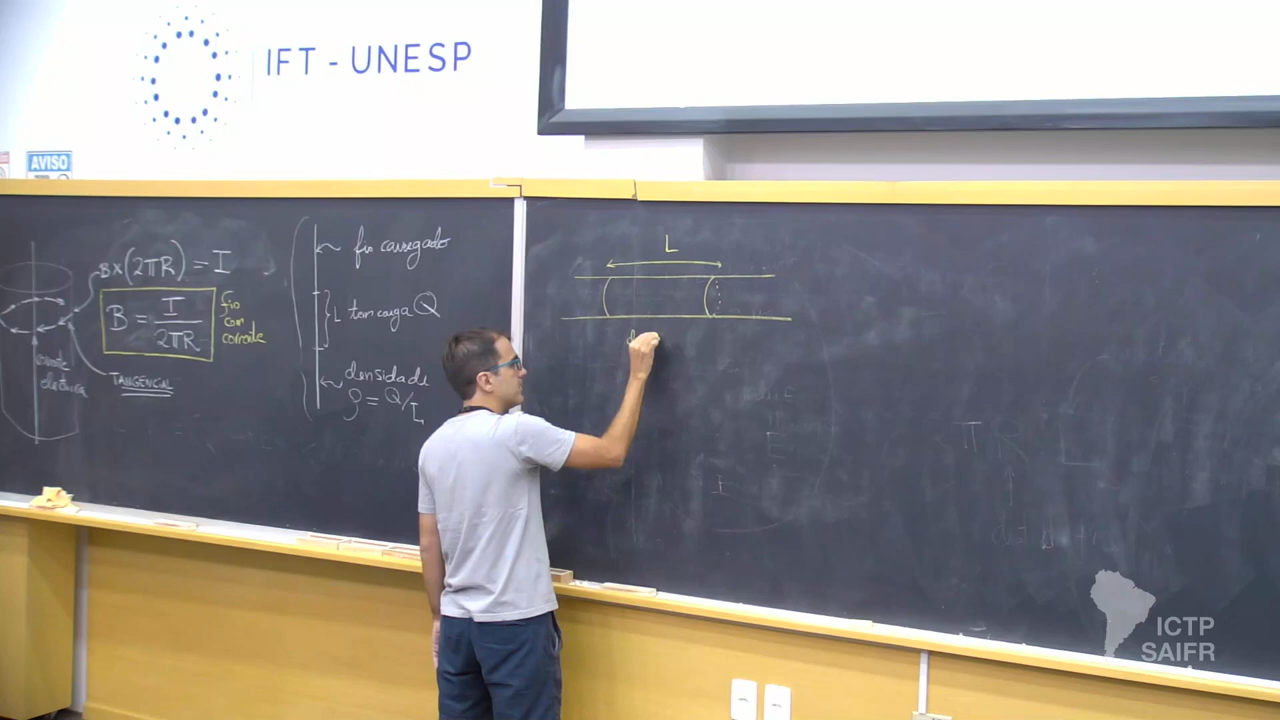 IFT - UNESP
AVISO
B×(2πR) = I
B = I / 2πR
fio
com
corrente
TANGENCIAL
fio carregado
L tem carga Q
densidade
ρ = Q/L
L
ICTP
SAIFR